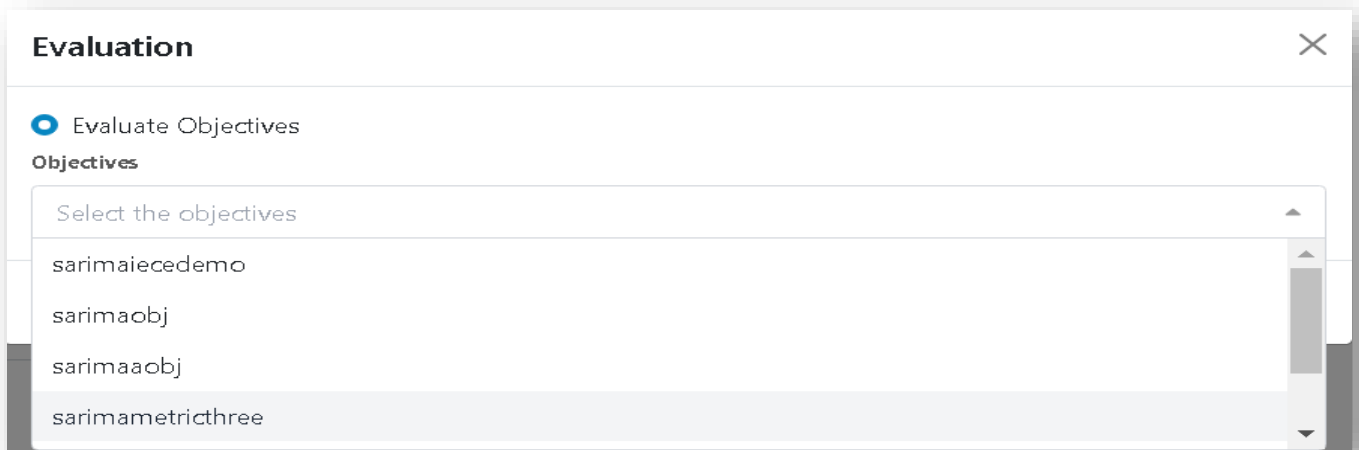 Evaluation
Evaluate Objectives
Objectives
Select the objectives
sarimaiecedemo
sarimaobj
sarimaaobj
sarimametricthree